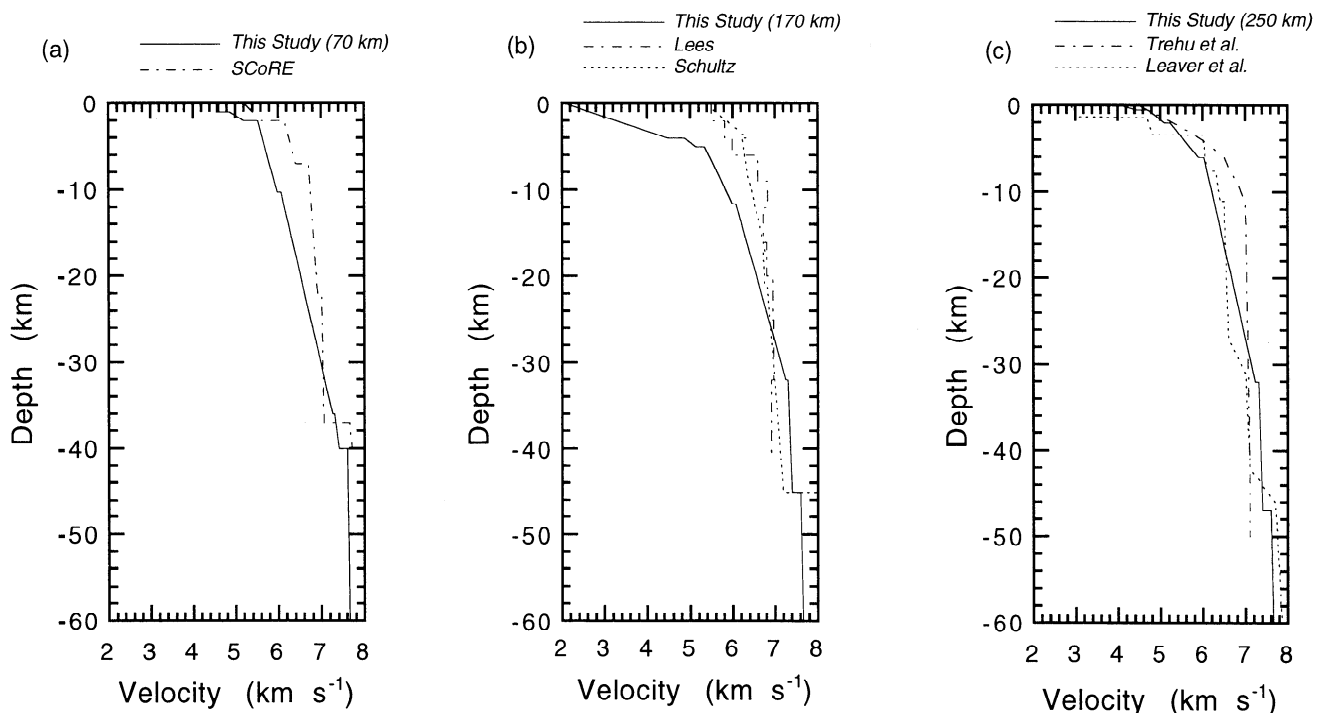 (a)
This Study (70 km)
SCoRE
0
-10
-20
-30
-40
-50
-60
Depth (km)
2 3 4 5 6 7 8
Velocity (km s⁻¹)
(b)
This Study (170 km)
Lees
Schultz
0
-10
-20
-30
-40
-50
-60
Depth (km)
2 3 4 5 6 7 8
Velocity (km s⁻¹)
(c)
This Study (250 km)
Trehu et al.
Leaver et al.
0
-10
-20
-30
-40
-50
-60
Depth (km)
2 3 4 5 6 7 8
Velocity (km s⁻¹)